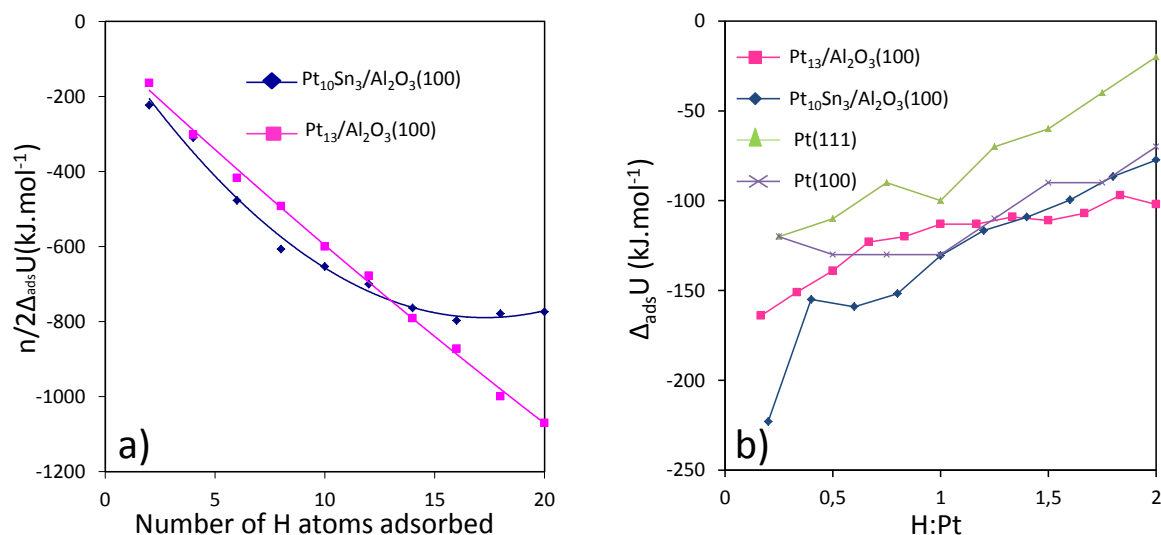 0
-200
-400
-600
-800
-1000
-1200
n/2Δ_ads U(kJ.mol⁻¹)
Pt₁₀Sn₃/Al₂O₃(100)
Pt₁₃/Al₂O₃(100)
a)
0 5 10 15 20
Number of H atoms adsorbed
0
-50
-100
-150
-200
-250
Δ_ads U (kJ.mol⁻¹)
Pt₁₃/Al₂O₃(100)
Pt₁₀Sn₃/Al₂O₃(100)
Pt(111)
Pt(100)
b)
0 0,5 1 1,5 2
H:Pt